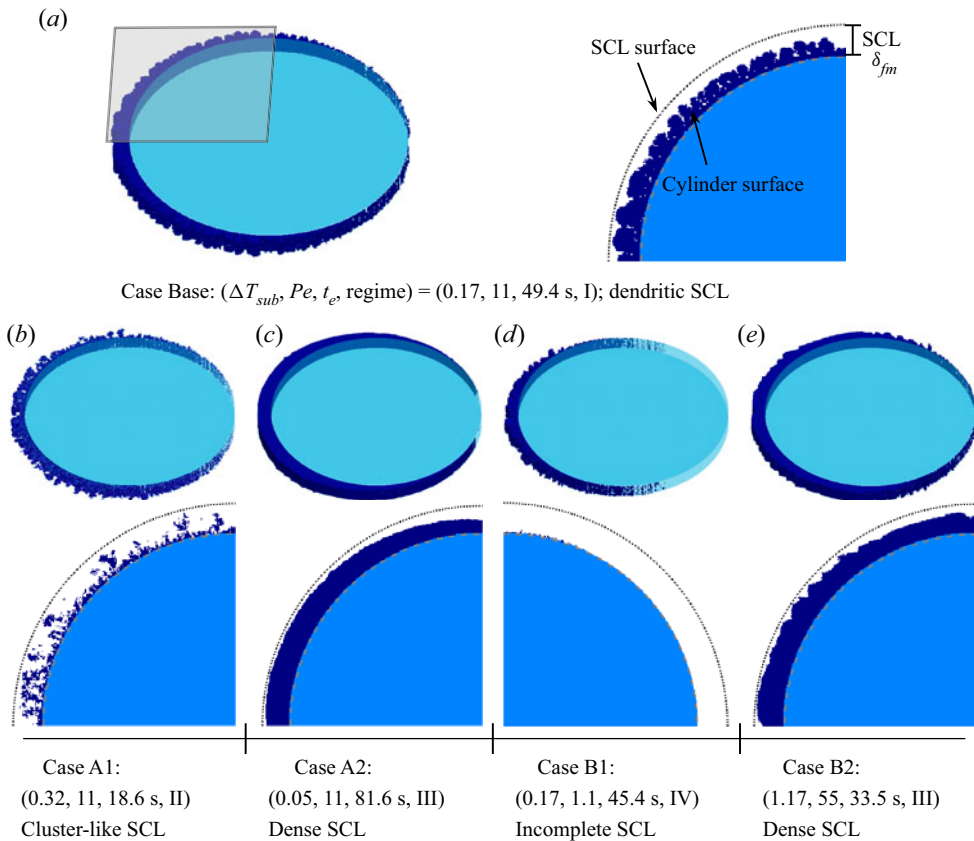 (a)
SCL surface
SCL
δfm
Cylinder surface
Case Base: (ΔTsub, Pe, te, regime) = (0.17, 11, 49.4 s, I); dendritic SCL
(b)
(c)
(d)
(e)
Case A1:
(0.32, 11, 18.6 s, II)
Cluster-like SCL
Case A2:
(0.05, 11, 81.6 s, III)
Dense SCL
Case B1:
(0.17, 1.1, 45.4 s, IV)
Incomplete SCL
Case B2:
(1.17, 55, 33.5 s, III)
Dense SCL